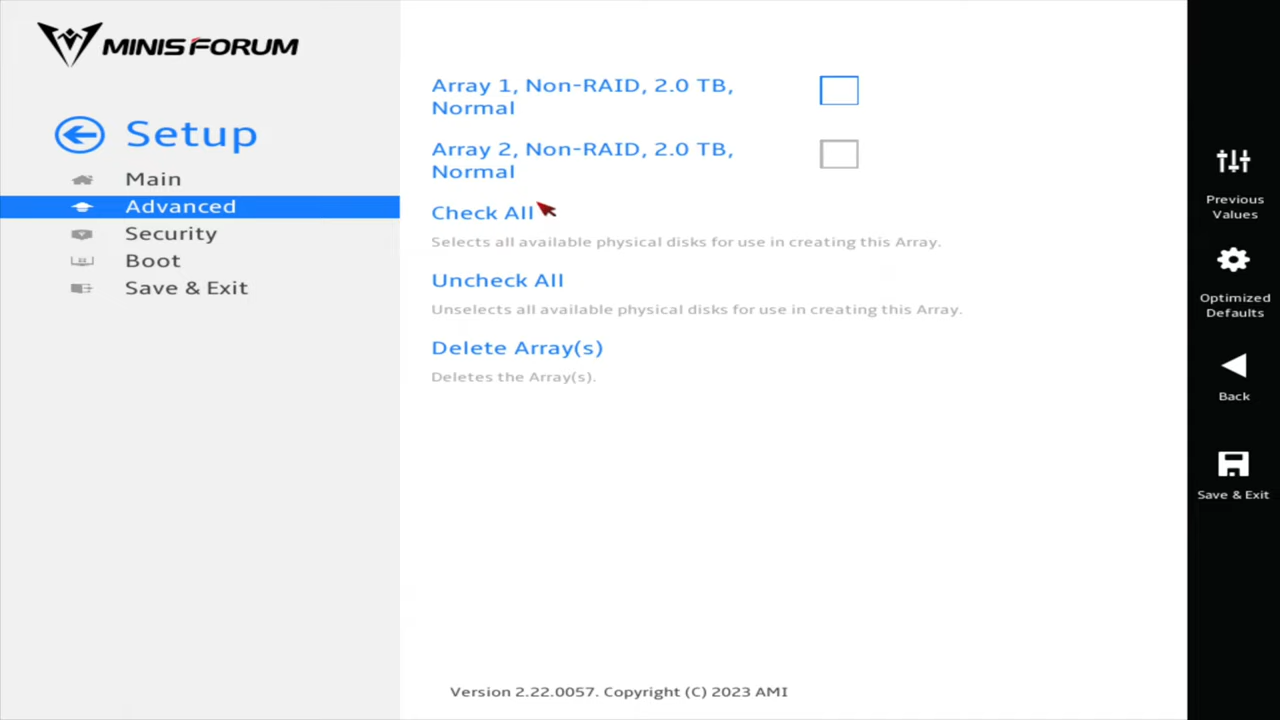 MINISFORUM
Setup
Main
Advanced
Security
Boot
Save & Exit
Array 1, Non-RAID, 2.0 TB,
Normal
Array 2, Non-RAID, 2.0 TB,
Normal
Check All
Selects all available physical disks for use in creating this Array.
Uncheck All
Unselects all available physical disks for use in creating this Array.
Delete Array(s)
Deletes the Array(s).
Version 2.22.0057. Copyright (C) 2023 AMI
Previous
Values
Optimized
Defaults
Back
Save & Exit